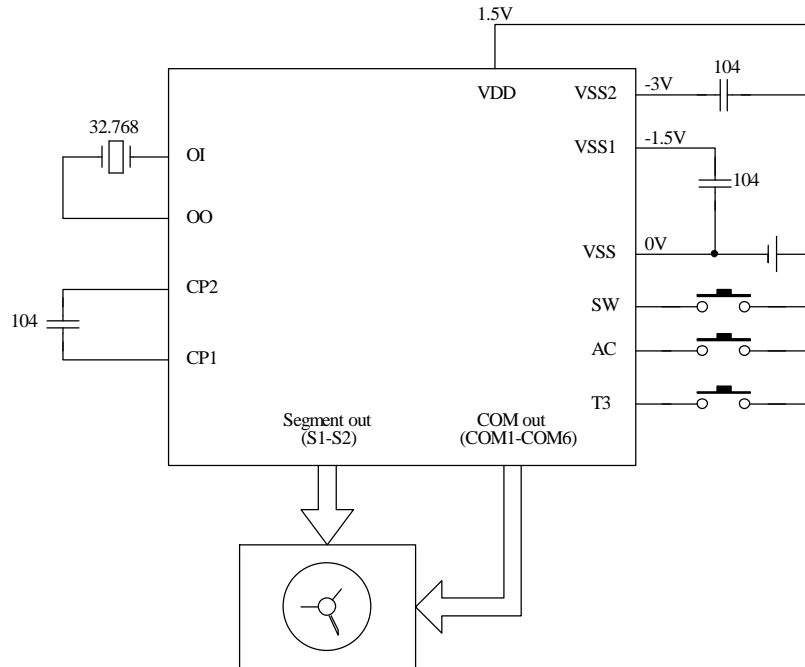 1.5V
104
VDD
VSS2
-3V
32.768
OI
VSS1
-1.5V
104
OO
VSS
0V
CP2
SW
104
AC
CP1
T3
Segment out
(S1-S2)
COM out
(COM1-COM6)